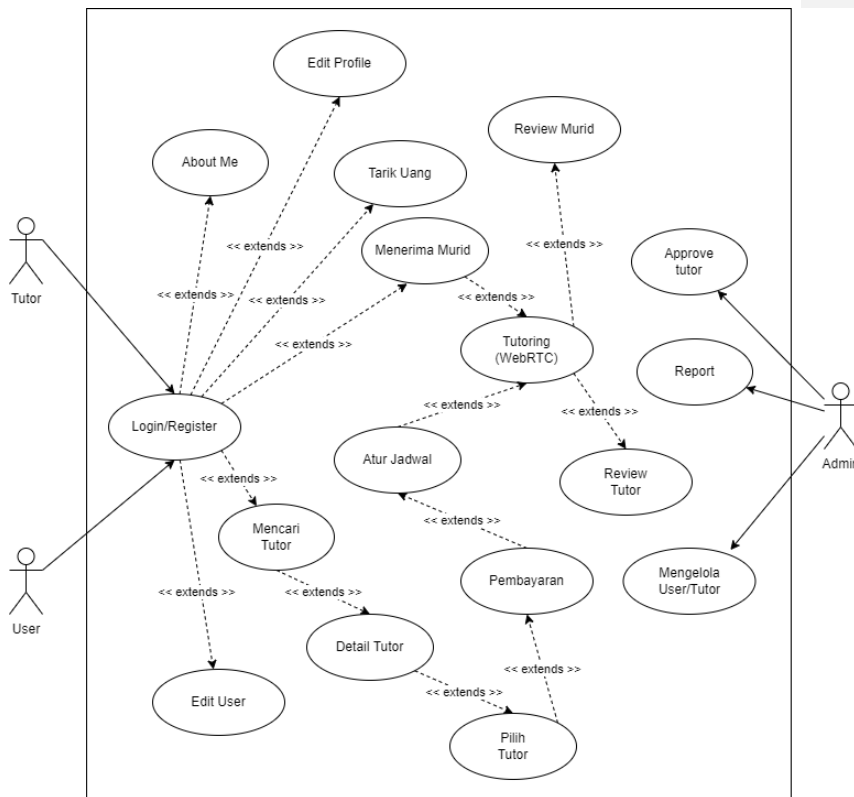 Edit Profile
Review Murid
About Me
Tarik Uang
<< extends >>
<< extends >>
Menerima Murid
Approve
tutor
<< extends >>
<< extends >>
<< extends >>
Tutor
<< extends >>
Tutoring
(WebRTC)
Report
<< extends >>
<< extends >>
Login/Register
Atur Jadwal
Admin
<< extends >>
Review
Tutor
Mencari
Tutor
<< extends >>
<< extends >>
<< extends >>
Pembayaran
Mengelola
User/Tutor
User
Detail Tutor
<< extends >>
<< extends >>
Edit User
Pilih
Tutor